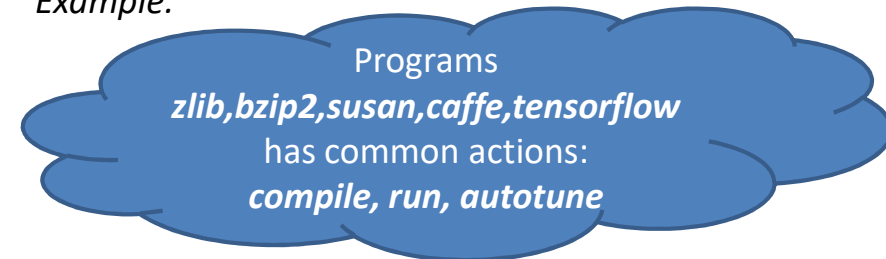 Example:
Programs
zlib,bzip2,susan,caffe,tensorflow
has common actions:
compile, run, autotune